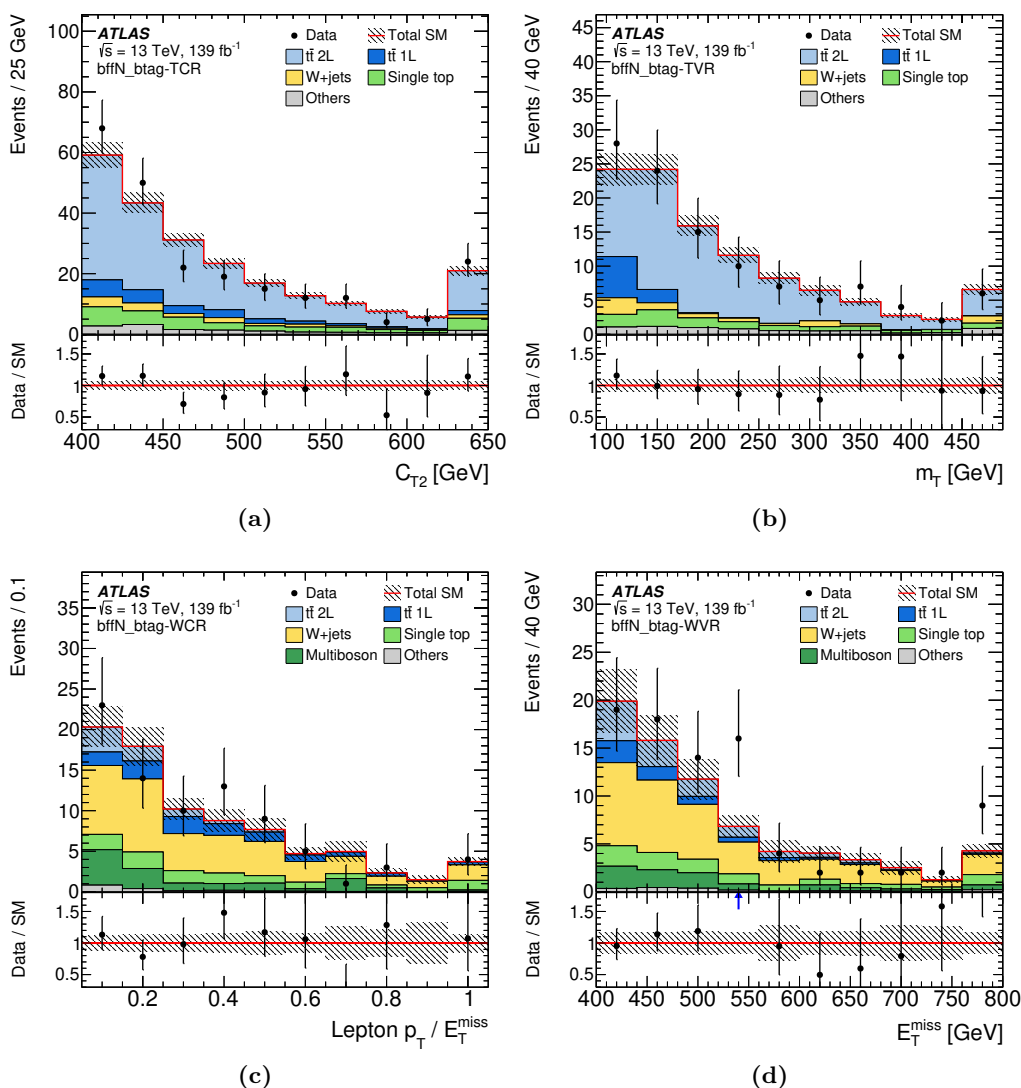 Events / 25 GeV
100
80
60
40
20
0
ATLAS
√s = 13 TeV, 139 fb⁻¹
bffN_btag-TCR
Data
Total SM
tt̄ 2L
tt̄ 1L
W+jets
Single top
Others
Data / SM
1.5
1
0.5
400 450 500 550 600 650
C_T2 [GeV]
(a)
Events / 40 GeV
45
40
35
30
25
20
15
10
5
0
ATLAS
√s = 13 TeV, 139 fb⁻¹
bffN_btag-TVR
Data
Total SM
tt̄ 2L
tt̄ 1L
W+jets
Single top
Others
Data / SM
1.5
1
0.5
100 150 200 250 300 350 400 450
m_T [GeV]
(b)
Events / 0.1
35
30
25
20
15
10
5
0
ATLAS
√s = 13 TeV, 139 fb⁻¹
bffN_btag-WCR
Data
Total SM
tt̄ 2L
tt̄ 1L
W+jets
Single top
Multiboson
Others
Data / SM
1.5
1
0.5
0.2 0.4 0.6 0.8 1
Lepton p_T / E_T^miss
(c)
Events / 40 GeV
30
25
20
15
10
5
0
ATLAS
√s = 13 TeV, 139 fb⁻¹
bffN_btag-WVR
Data
Total SM
tt̄ 2L
tt̄ 1L
W+jets
Single top
Multiboson
Others
Data / SM
1.5
1
0.5
400 450 500 550 600 650 700 750 800
E_T^miss [GeV]
(d)